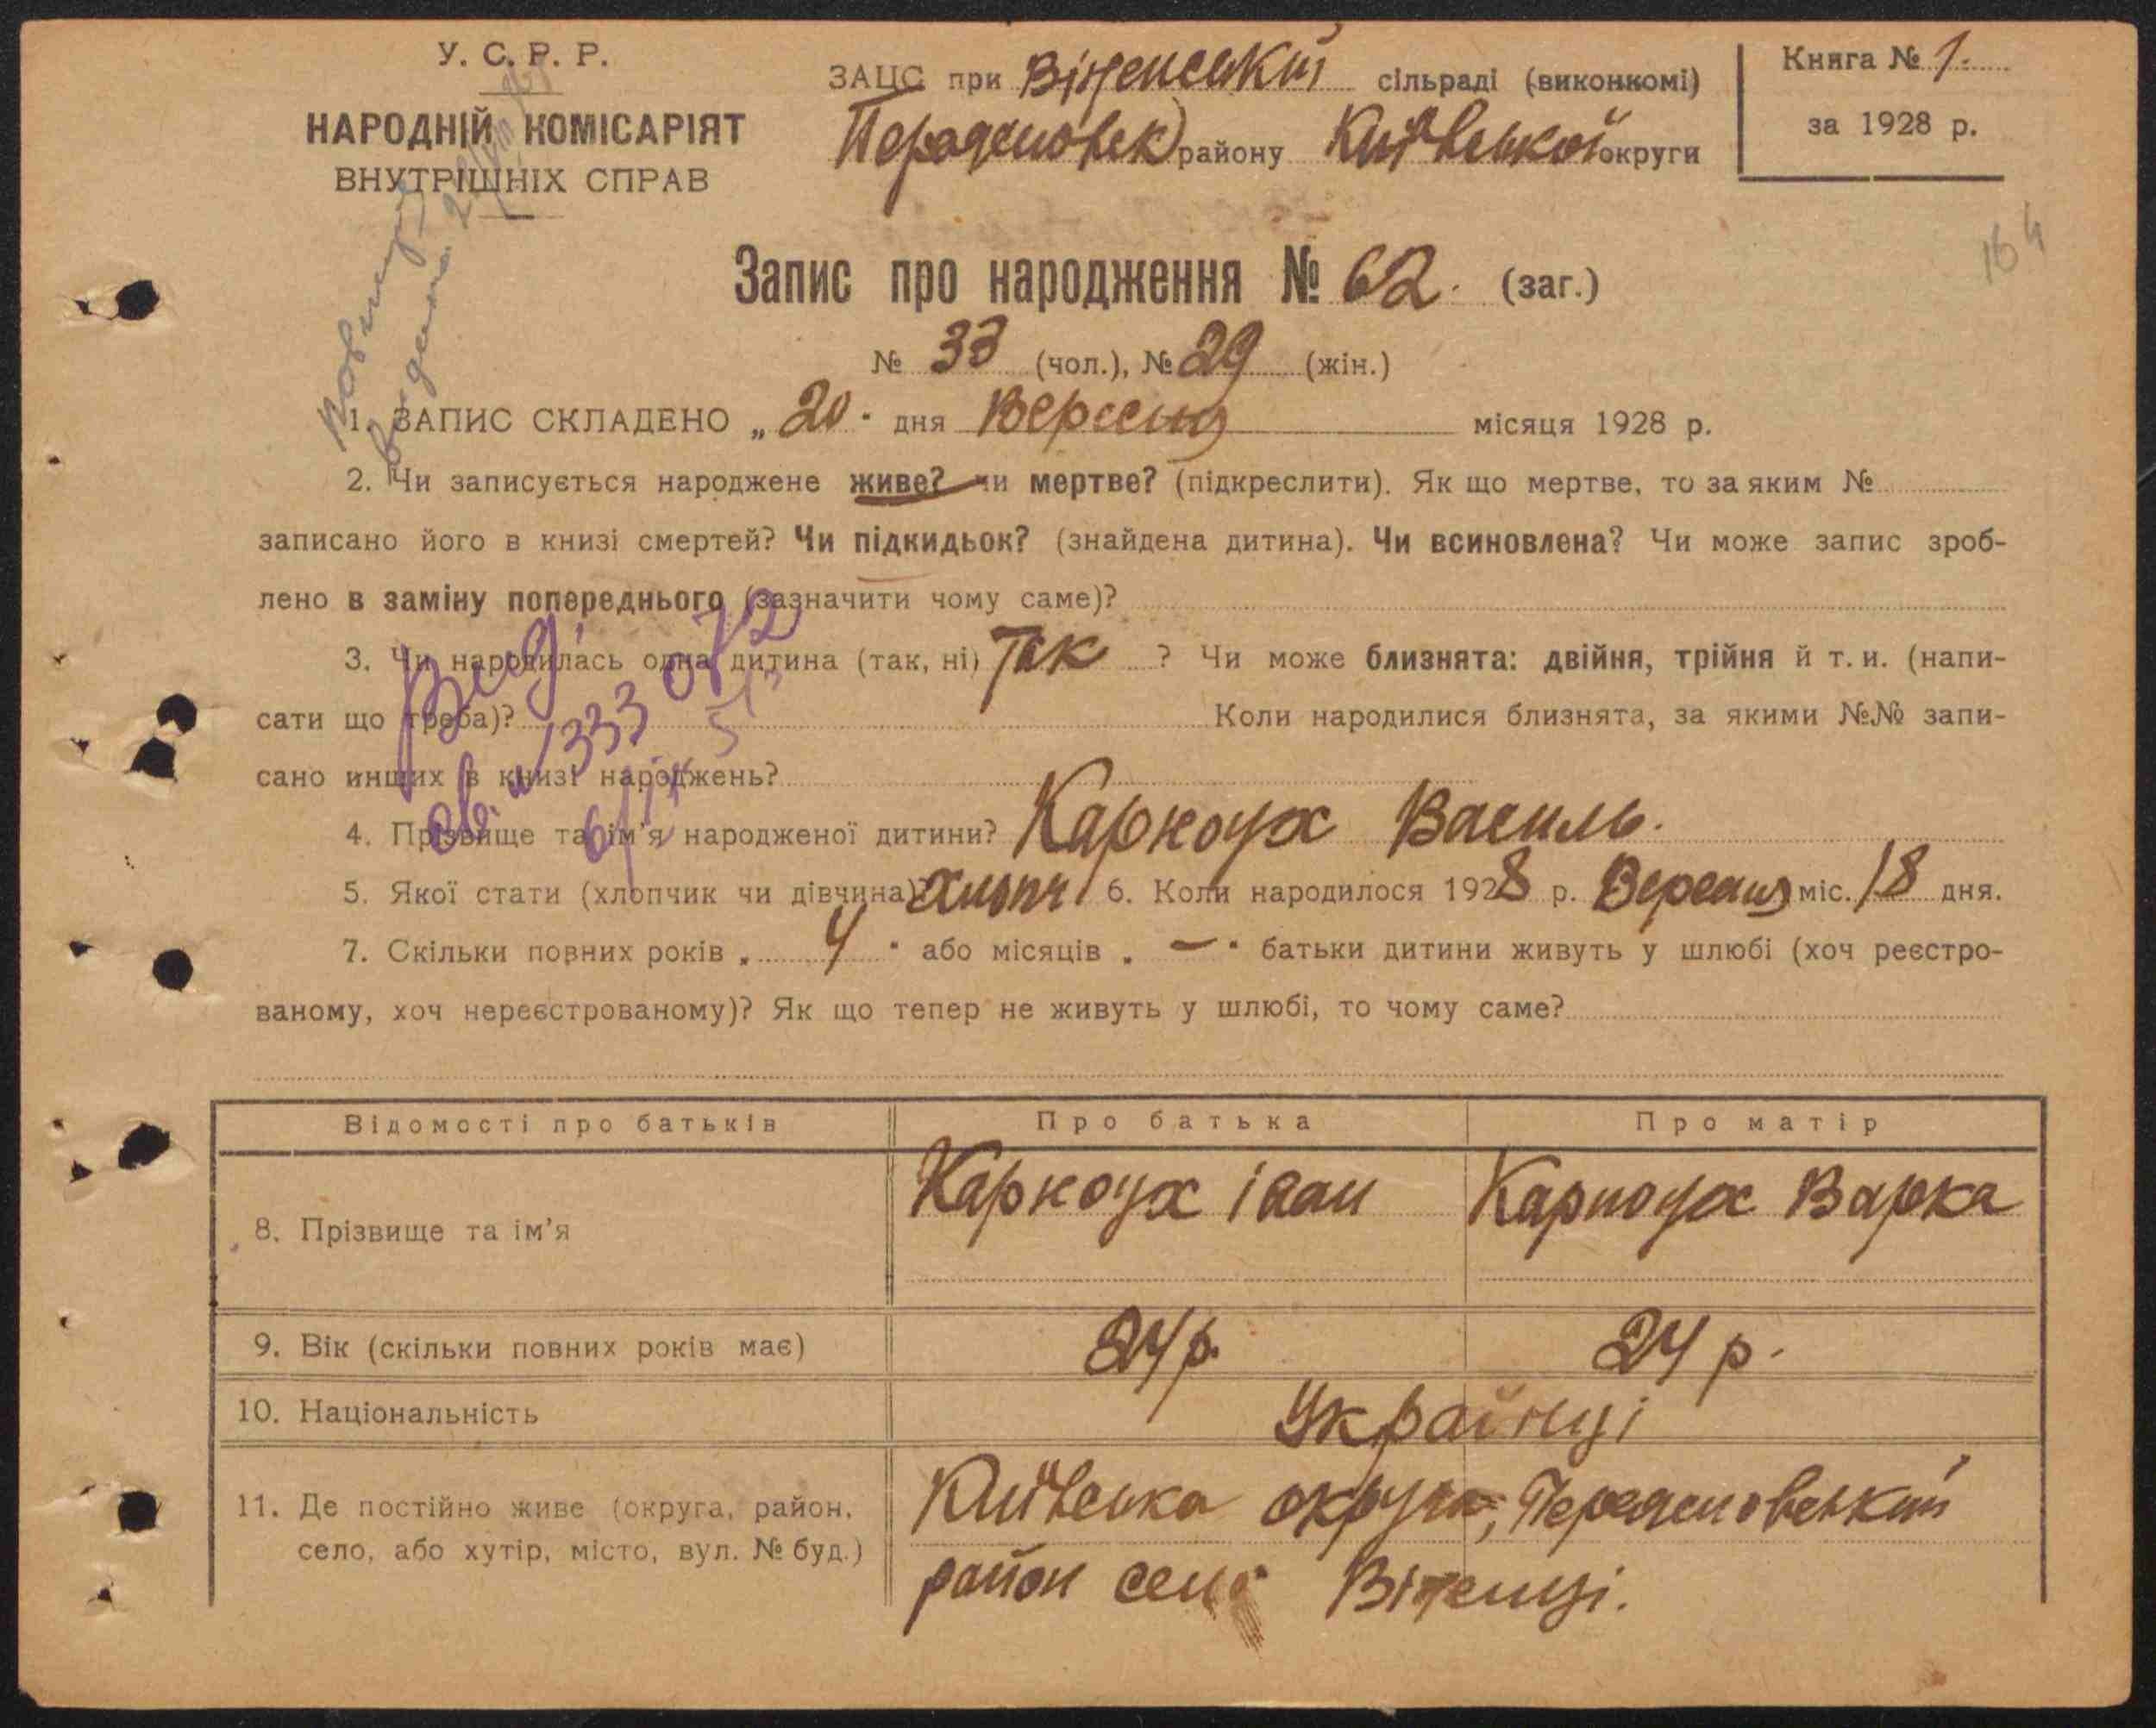 У. С. Р. Р.
НАРОДНІЙ КОМІСАРІЯТ
ВНУТРІШНІХ СПРАВ
ЗАЦС при Вітенський сільраді (виконкомі)
району Київської округи
Книга № 1.
за 1928 р.
164
Запис про народження № 62. (заг.)
№ 33 (чол.), № 29 (жін.)
1. ЗАПИС СКЛАДЕНО „20" дня Вересня місяця 1928 р.
2. Чи записується народжене живе? чи мертве? (підкреслити). Як що мертве, то за яким №
записано його в книзі смертей? Чи підкидьок? (знайдена дитина). Чи всиновлена? Чи може запис зроб-
лено в заміну попереднього (зазначити чому саме)?
3. Чи народилась одна дитина (так, ні) Так ? Чи може близнята: двійня, трійня й т. и. (напи-
сати що треба)? Коли народилися близнята, за якими №№ запи-
сано инших в книзі народжень?
4. Прізвище та ім'я народженої дитини? Каркоух Василь.
5. Якої стати (хлопчик чи дівчина)? хлопч 6. Коли народилося 1928 р. Вересня міс. 18 дня.
7. Скільки повних років „ 4 " або місяців „ — " батьки дитини живуть у шлюбі (хоч реєстро-
ваному, хоч нереєстрованому)? Як що тепер не живуть у шлюбі, то чому саме?
Відомості про батьків Про батька Про матір
8. Прізвище та ім'я Каркоух Іван Каркоух Варка
9. Вік (скільки повних років має) 24 р. 24 р.
10. Національність Українці
11. Де постійно живе (округа, район, Київська округа,
село, або хутір, місто, вул. № буд.) район село Вітенці.
Вид.
св. 1333 072